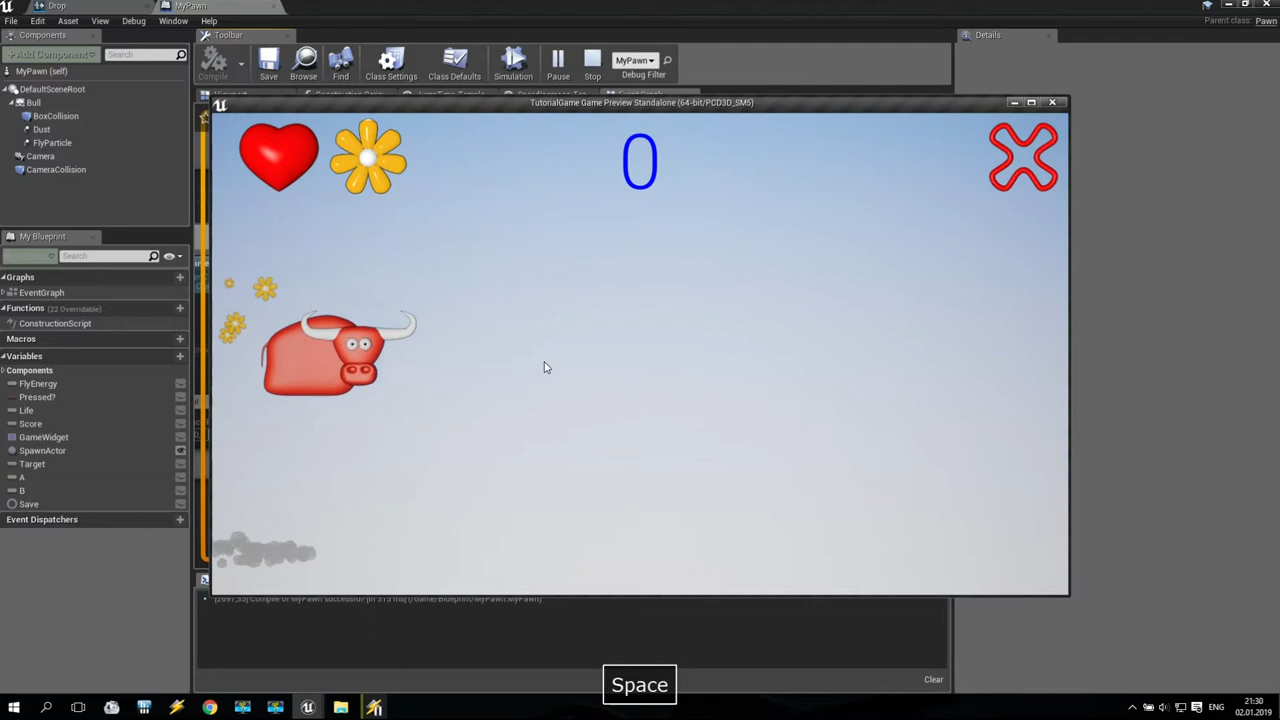 Drop
MyPawn
File Edit Asset View Debug Window Help
Parent class: Pawn
Components
Toolbar
Details
+Add Component
Search
Compile
Save
Browse
Find
Class Settings
Class Defaults
Simulation
Pause
Stop
MyPawn
Debug Filter
MyPawn (self)
DefaultSceneRoot
Bull
BoxCollision
Dust
FlyParticle
Camera
CameraCollision
TutorialGame Game Preview Standalone (64-bit/PCD3D_SM5)
0
My Blueprint
Search
Graphs
EventGraph
Functions (22 Overridable)
ConstructionScript
Macros
Variables
Components
FlyEnergy
Pressed?
Life
Score
GameWidget
SpawnActor
Target
A
B
Save
Event Dispatchers
Clear
Space
ENG
21:30
02.01.2019